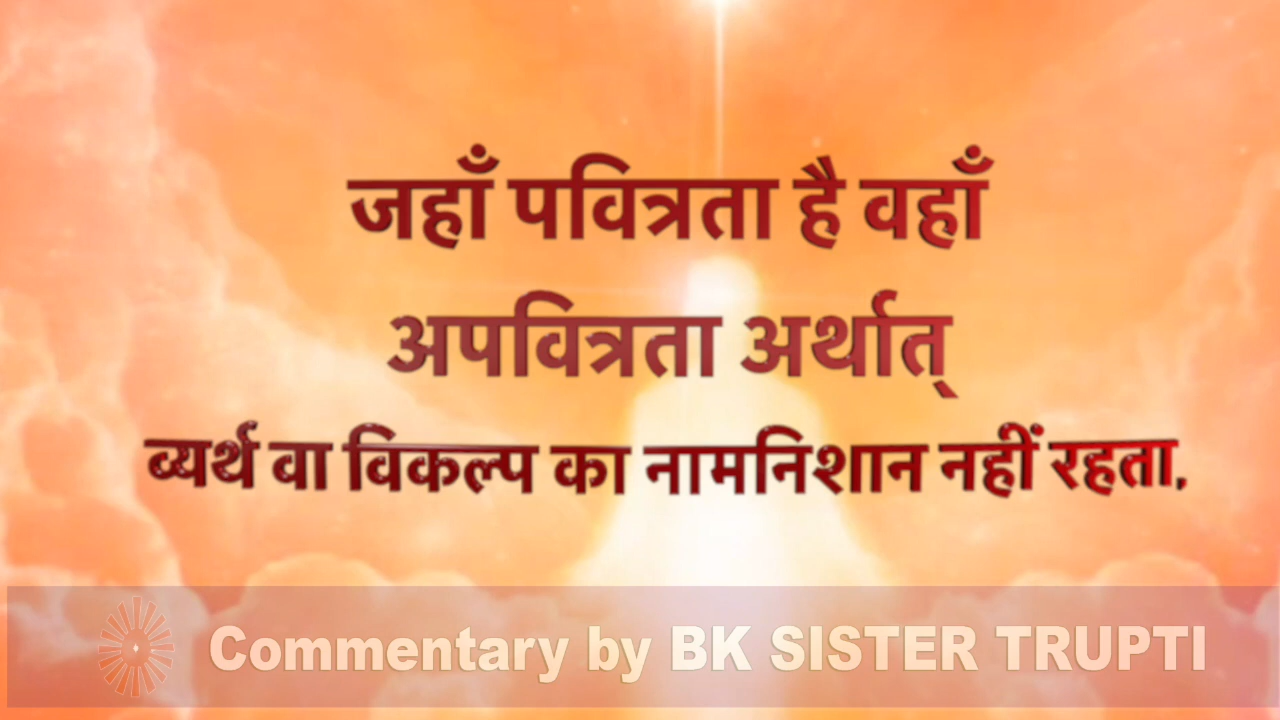 जहाँ पवित्रता है वहाँ
अपवित्रता अर्थात्
व्यर्थ वा विकल्प का नामनिशान नहीं रहता.
Commentary by BK SISTER TRUPTI